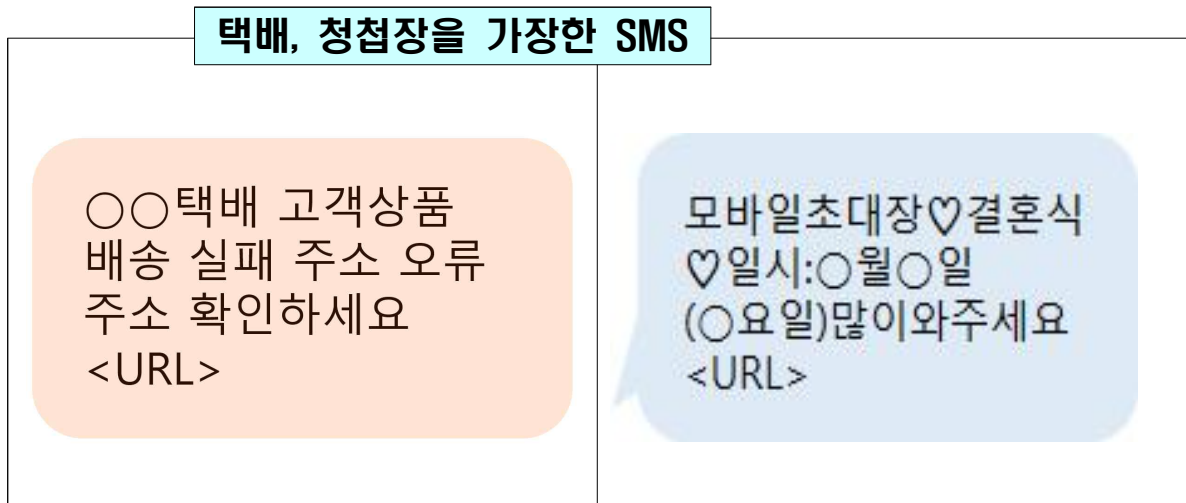 택배, 청첩장을 가장한 SMS
○○택배 고객상품
배송 실패 주소 오류
주소 확인하세요
<URL>
모바일초대장♡결혼식
♡일시:○월○일
(○요일)많이와주세요
<URL>